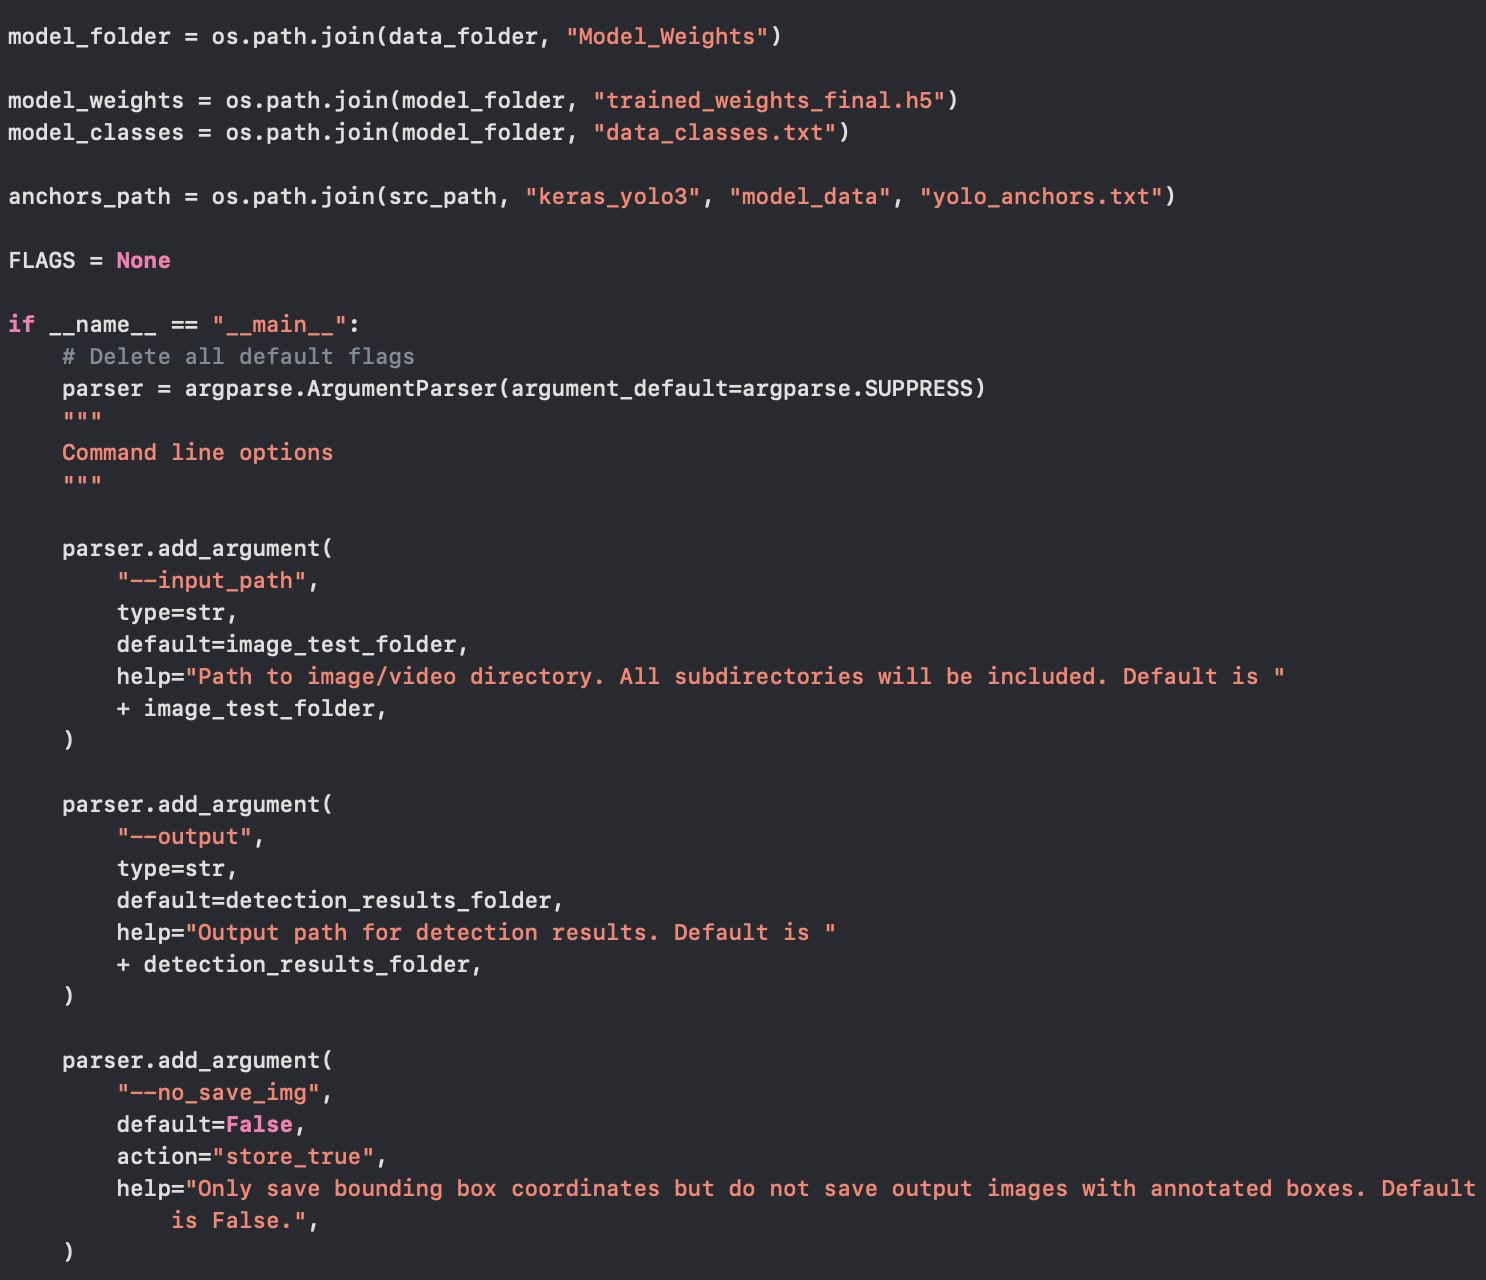 model_folder = os.path.join(data_folder, "Model_Weights")

model_weights = os.path.join(model_folder, "trained_weights_final.h5")
model_classes = os.path.join(model_folder, "data_classes.txt")

anchors_path = os.path.join(src_path, "keras_yolo3", "model_data", "yolo_anchors.txt")

FLAGS = None

if __name__ == "__main__":
    # Delete all default flags
    parser = argparse.ArgumentParser(argument_default=argparse.SUPPRESS)
    """
    Command line options
    """

    parser.add_argument(
        "--input_path",
        type=str,
        default=image_test_folder,
        help="Path to image/video directory. All subdirectories will be included. Default is "
        + image_test_folder,
    )

    parser.add_argument(
        "--output",
        type=str,
        default=detection_results_folder,
        help="Output path for detection results. Default is "
        + detection_results_folder,
    )

    parser.add_argument(
        "--no_save_img",
        default=False,
        action="store_true",
        help="Only save bounding box coordinates but do not save output images with annotated boxes. Default
            is False.",
    )